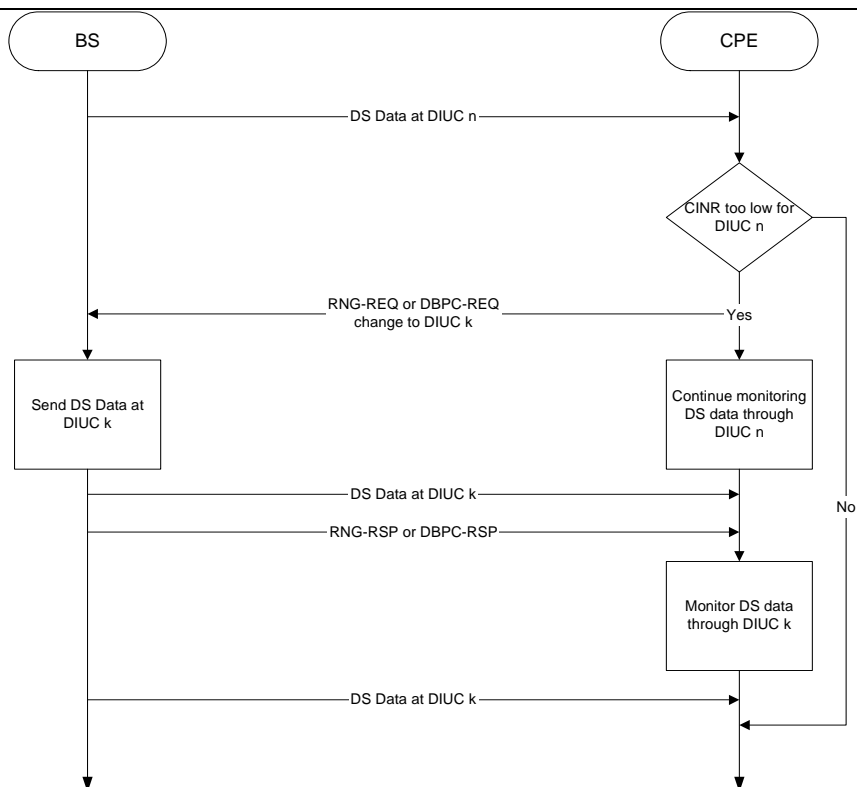 BS
CPE
DS Data at DIUC n
CINR too low for
DIUC n
RNG-REQ or DBPC-REQ
change to DIUC k
Yes
Send DS Data at
DIUC k
Continue monitoring
DS data through
DIUC n
DS Data at DIUC k
No
RNG-RSP or DBPC-RSP
Monitor DS data
through DIUC k
DS Data at DIUC k